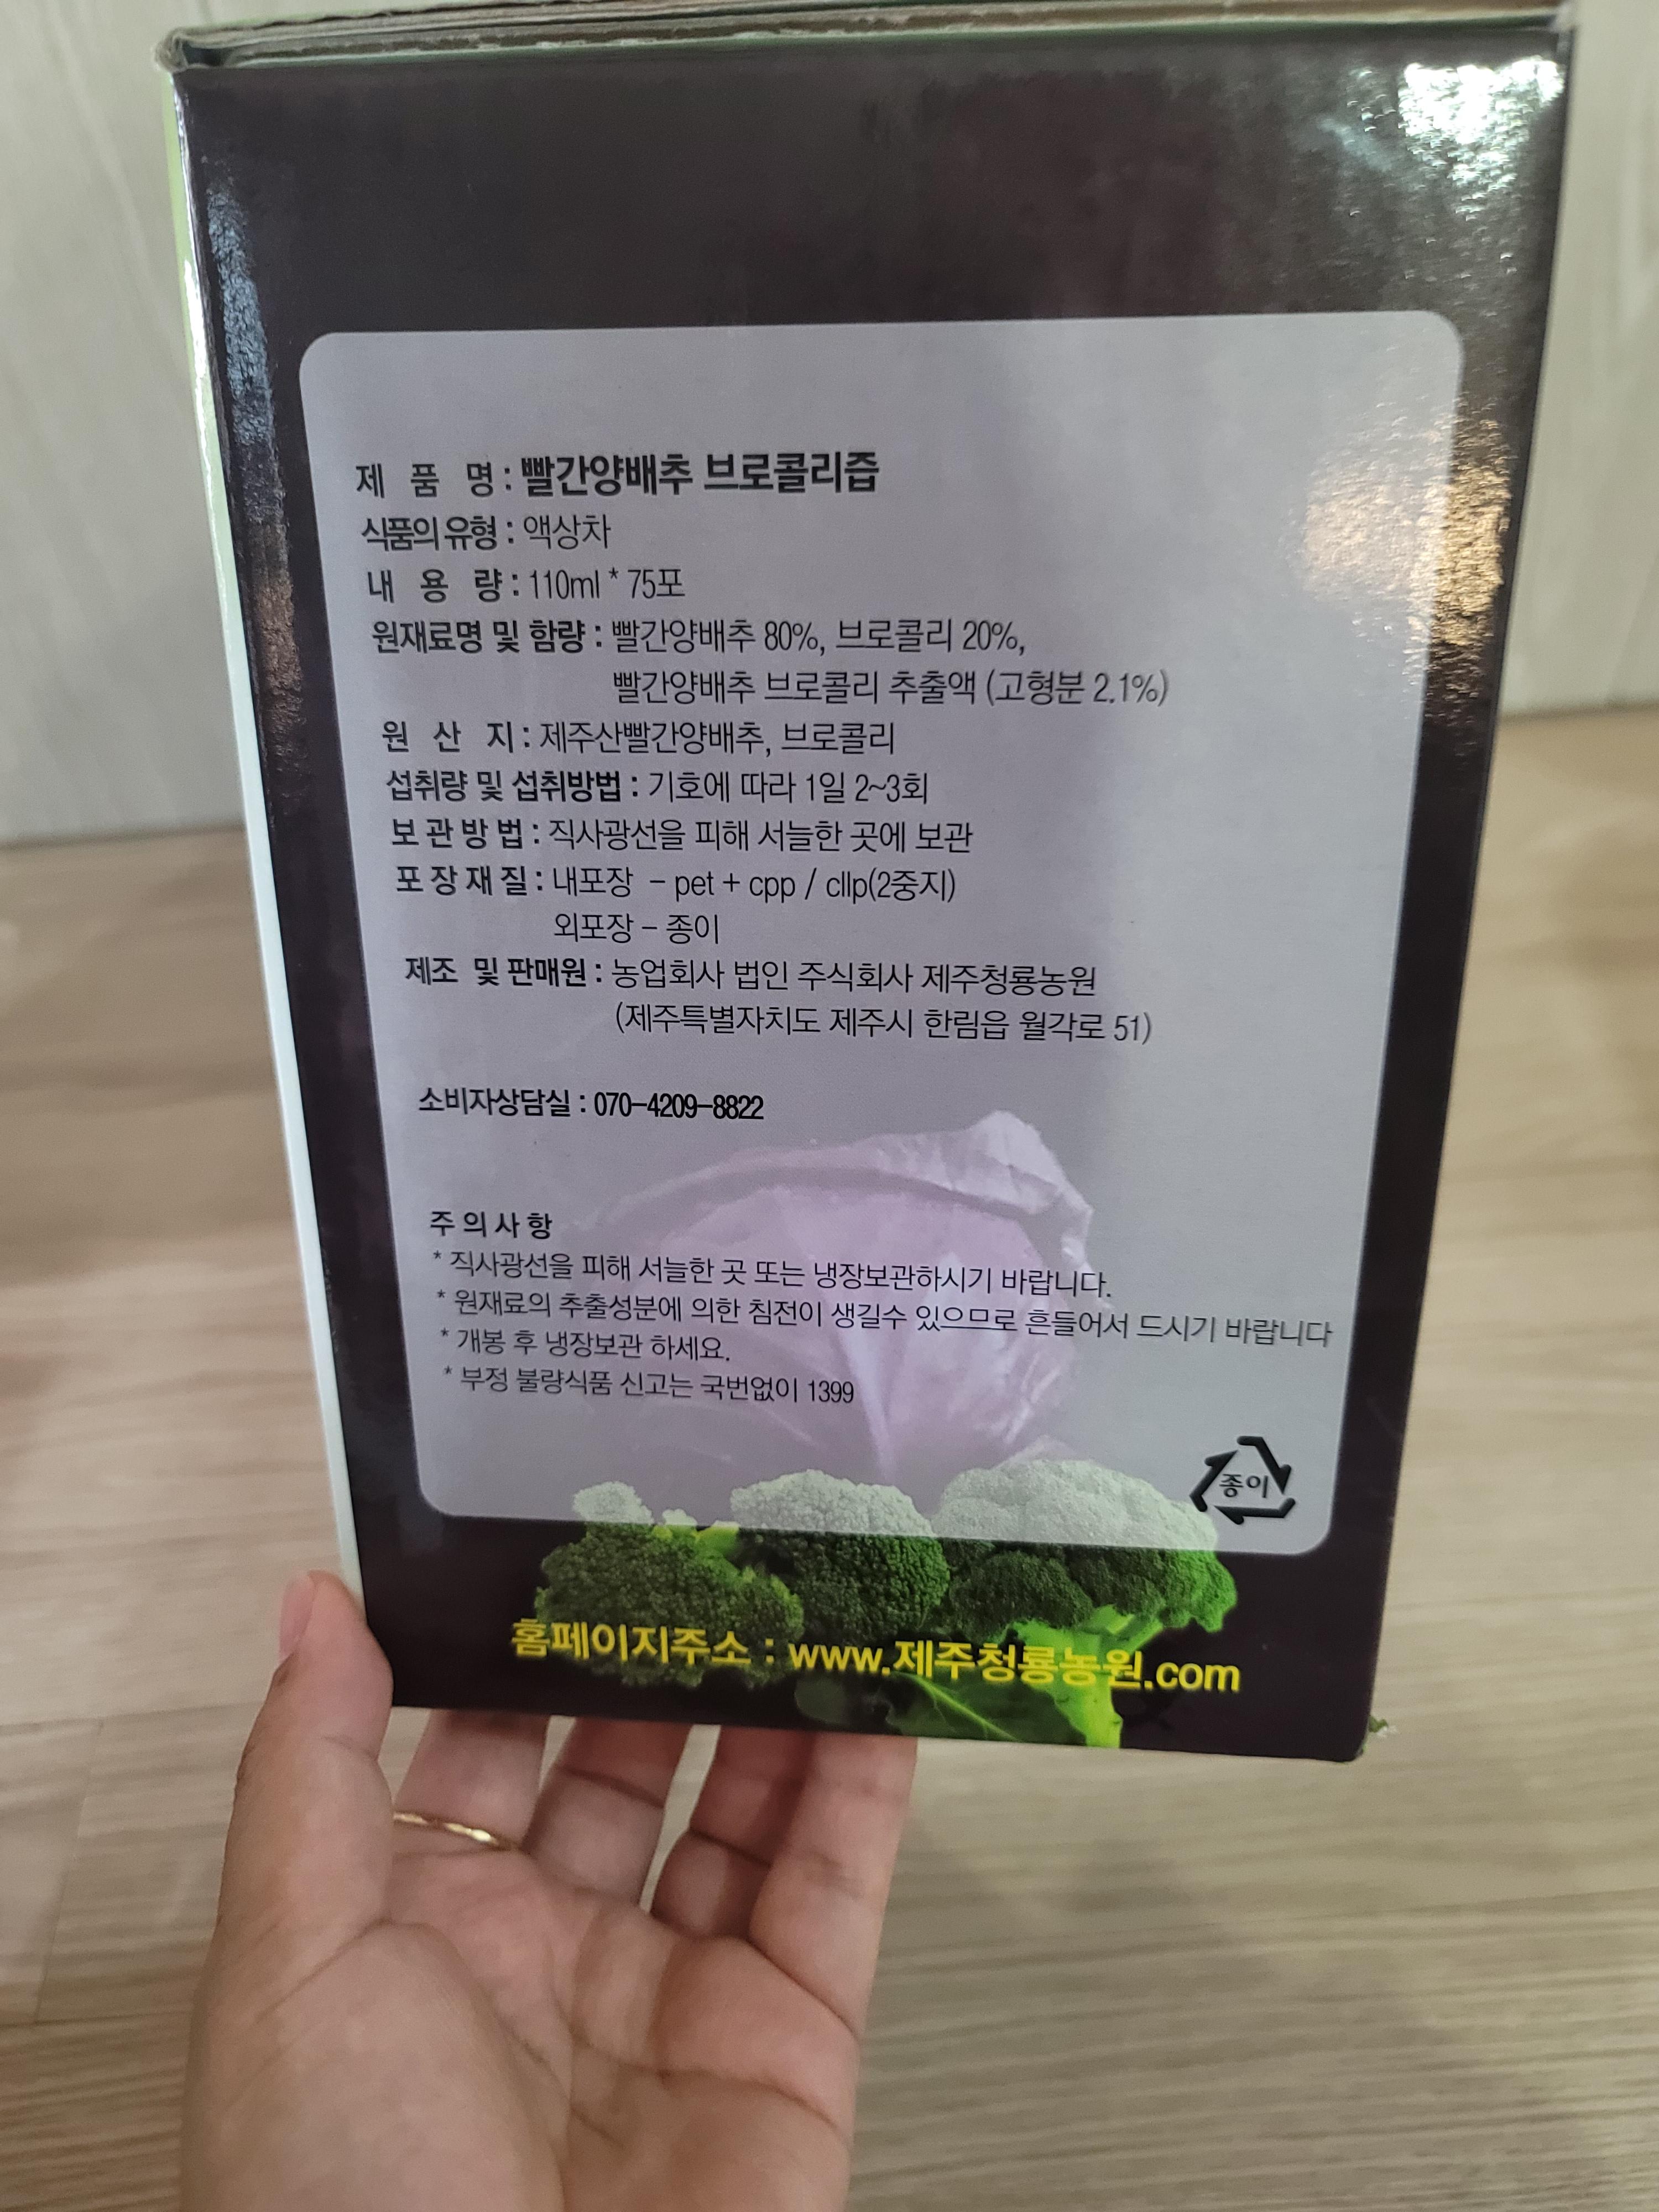 제 품 명 : 빨간양배추 브로콜리즙
식품의 유형 : 액상차
내 용 량 : 110ml * 75포
원재료명 및 함량 : 빨간양배추 80%, 브로콜리 20%,
빨간양배추 브로콜리 추출액 (고형분 2.1%)
원 산 지 : 제주산빨간양배추, 브로콜리
섭취량 및 섭취방법 : 기호에 따라 1일 2~3회
보 관 방 법 : 직사광선을 피해 서늘한 곳에 보관
포 장 재 질 : 내포장 - pet + cpp / cllp(2중지)
외포장 - 종이
제조 및 판매원 : 농업회사 법인 주식회사 제주청룡농원
(제주특별자치도 제주시 한림읍 월각로 51)
소비자상담실 : 070-4209-8822
주 의 사 항
* 직사광선을 피해 서늘한 곳 또는 냉장보관하시기 바랍니다.
* 원재료의 추출성분에 의한 침전이 생길수 있으므로 흔들어서 드시기 바랍니다
* 개봉 후 냉장보관 하세요.
* 부정 불량식품 신고는 국번없이 1399
종이
홈페이지주소 : www.제주청룡농원.com